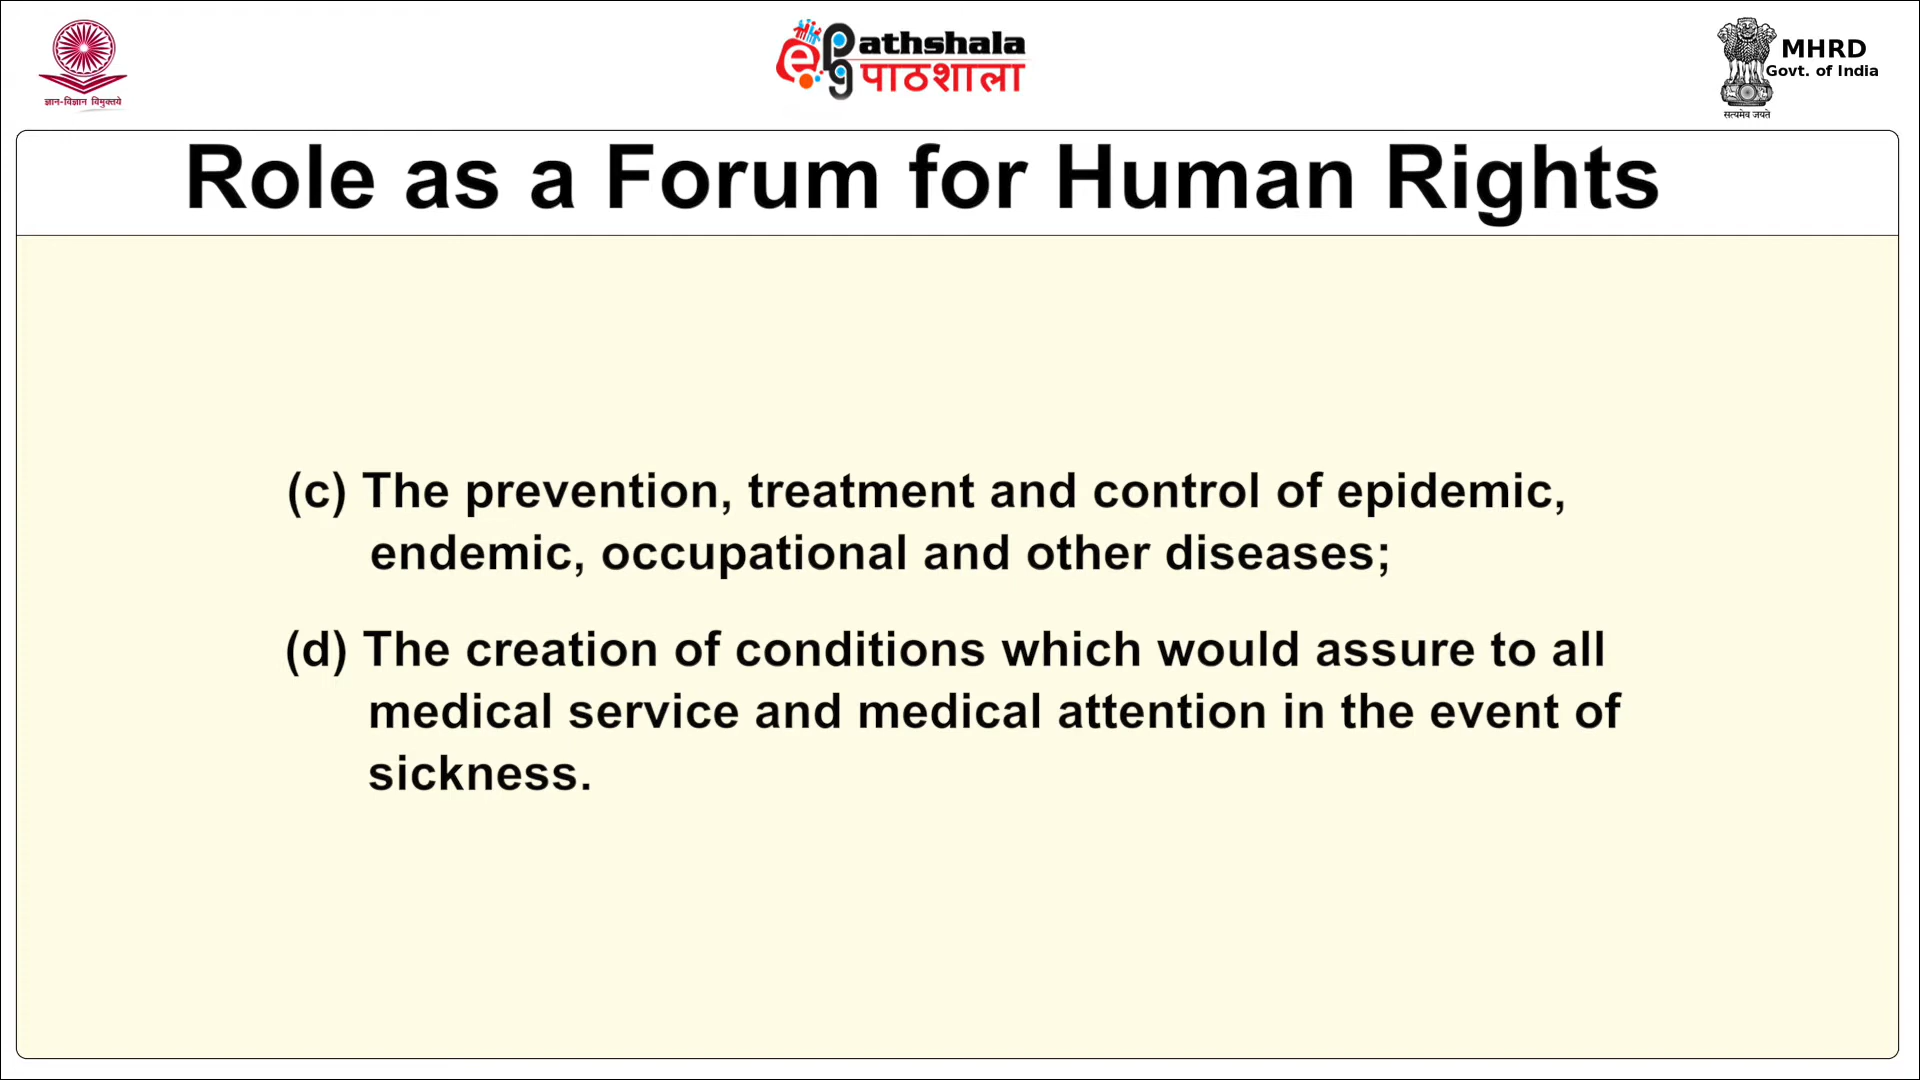 ज्ञान-विज्ञान विमुक्तये
ePg Pathshala
पाठशाला
MHRD
Govt. of India
सत्यमेव जयते
Role as a Forum for Human Rights
(c) The prevention, treatment and control of epidemic,
endemic, occupational and other diseases;
(d) The creation of conditions which would assure to all
medical service and medical attention in the event of
sickness.